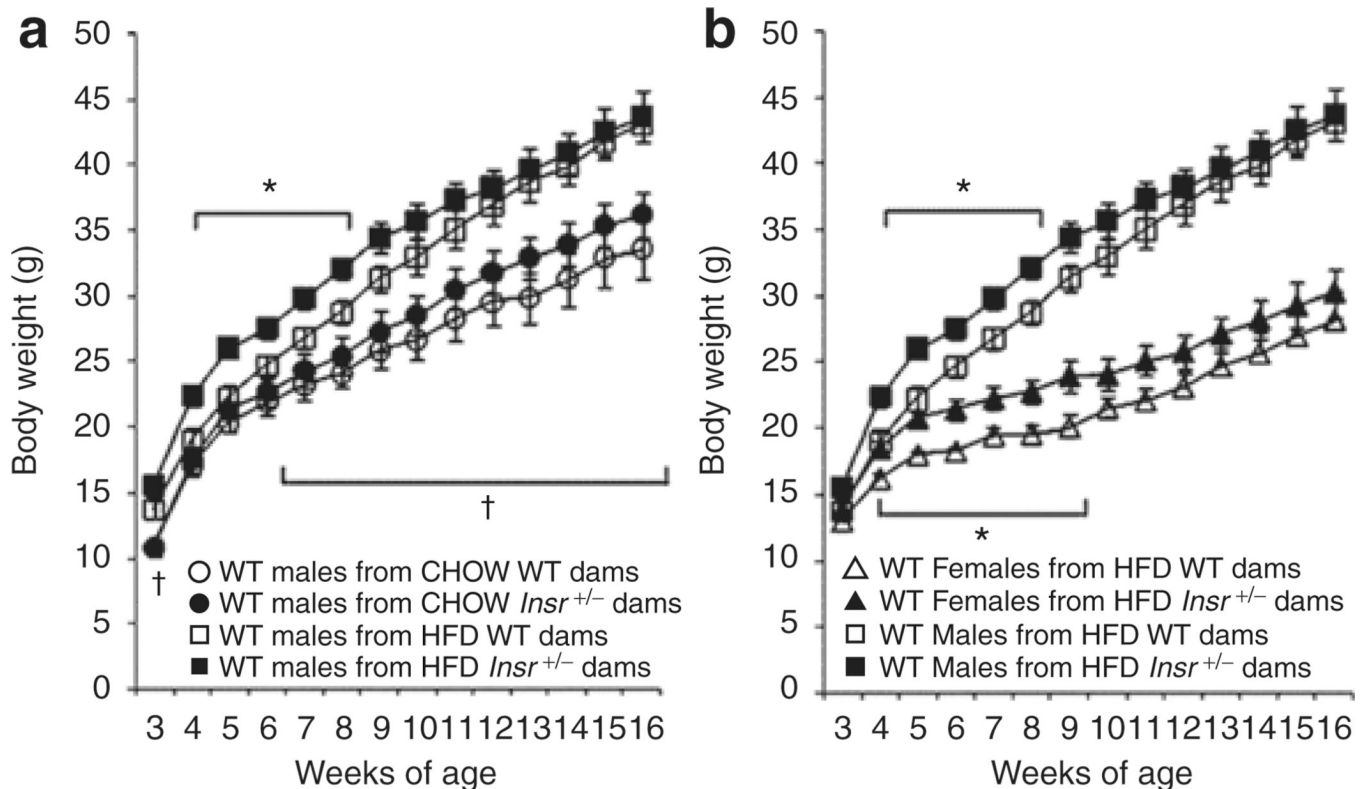 a
50
45
40
35
30
25
20
15
10
5
0
Body weight (g)
*
†
†
WT males from CHOW WT dams
WT males from CHOW Insr +/– dams
WT males from HFD WT dams
WT males from HFD Insr +/– dams
3 4 5 6 7 8 9 10 11 12 13 14 15 16
Weeks of age
b
50
45
40
35
30
25
20
15
10
5
0
Body weight (g)
*
*
WT Females from HFD WT dams
WT Females from HFD Insr +/– dams
WT Males from HFD WT dams
WT Males from HFD Insr +/– dams
3 4 5 6 7 8 9 10 11 12 13 14 15 16
Weeks of age